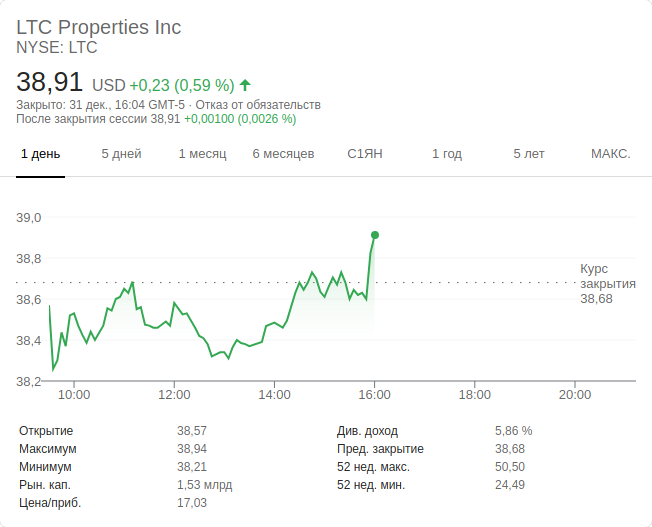 LTC Properties Inc
NYSE: LTC
38,91 USD +0,23 (0,59 %)
Закрыто: 31 дек., 16:04 GMT-5 · Отказ от обязательств
После закрытия сессии 38,91 +0,00100 (0,0026 %)
1 день 5 дней 1 месяц 6 месяцев С1ЯН 1 год 5 лет МАКС.
39,0
38,8
Курс
закрытия
38,6
38,68
38,4
38,2
10:00 12:00 14:00 16:00 18:00 20:00
Открытие 38,57 Див. доход 5,86 %
Максимум 38,94 Пред. закрытие 38,68
Минимум 38,21 52 нед. макс. 50,50
Рын. кап. 1,53 млрд 52 нед. мин. 24,49
Цена/приб. 17,03